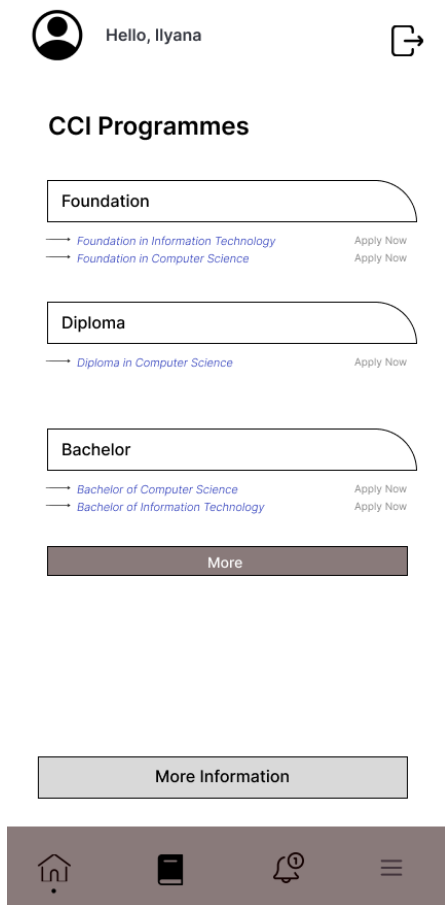 Hello, Ilyana
CCI Programmes
Foundation
Foundation in Information Technology Apply Now
Foundation in Computer Science Apply Now
Diploma
Diploma in Computer Science Apply Now
Bachelor
Bachelor of Computer Science Apply Now
Bachelor of Information Technology Apply Now
More
More Information
1